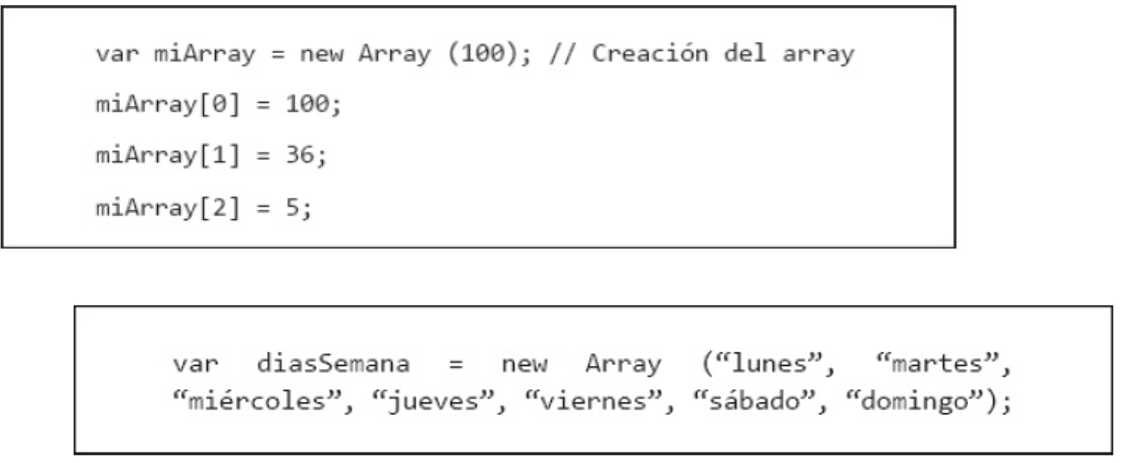 var miArray = new Array (100); // Creación del array
miArray[0] = 100;
miArray[1] = 36;
miArray[2] = 5;
var diasSemana = new Array (“lunes”, “martes”,
“miércoles”, “jueves”, “viernes”, “sábado”, “domingo”);